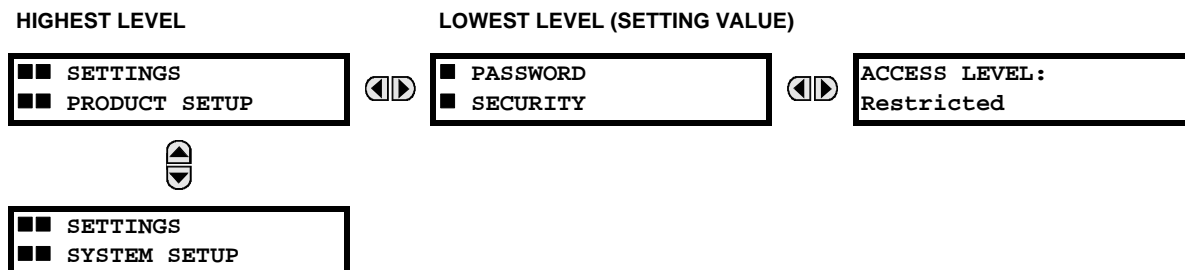 HIGHEST LEVEL
LOWEST LEVEL (SETTING VALUE)
■■ SETTINGS
■■ PRODUCT SETUP
■ PASSWORD
■ SECURITY
ACCESS LEVEL:
Restricted
■■ SETTINGS
■■ SYSTEM SETUP